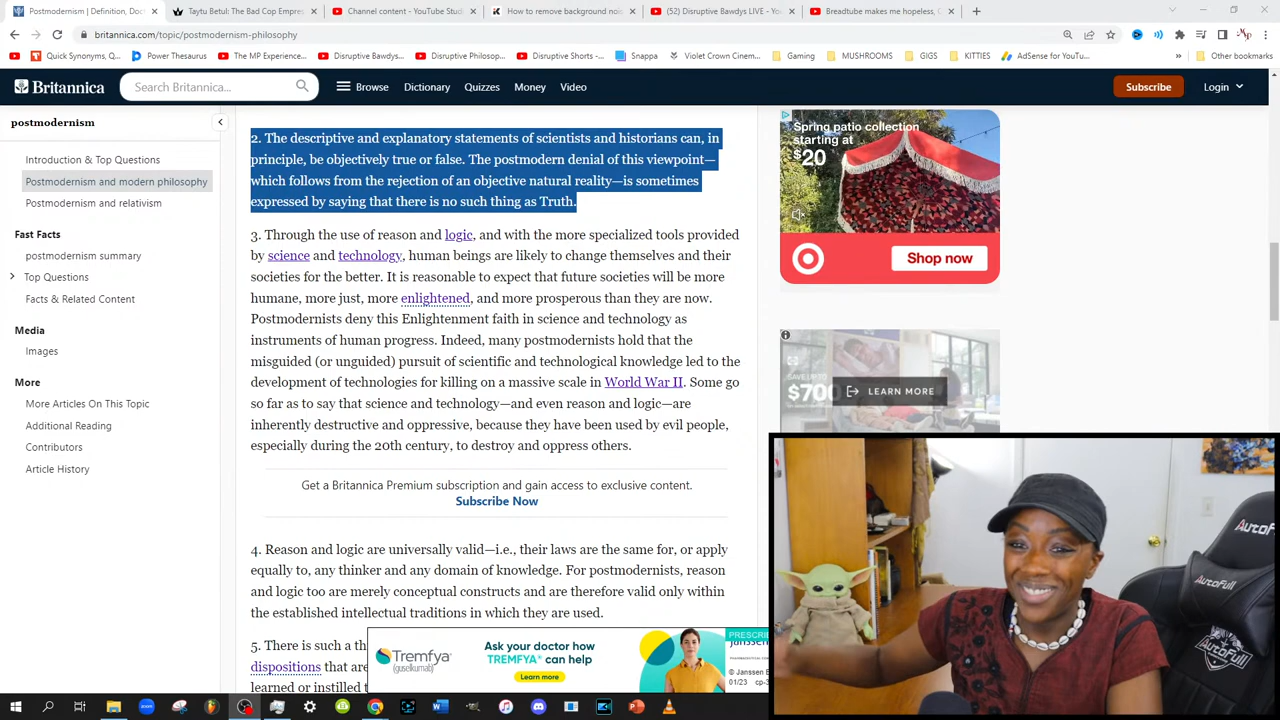 Postmodernism | Definition, Doc
Taytu Betul: The Bad Cop Empres
Channel content - YouTube Studi
How to remove background noi
(52) Disruptive Bawdys LIVE - Yo
Breadtube makes me hopeless, C
britannica.com/topic/postmodernism-philosophy
Quick Synonyms, Q...
Power Thesaurus
The MP Experience...
Disruptive Bawdys...
Disruptive Philosop...
Disruptive Shorts -...
Snappa
Violet Crown Cinem...
Gaming
MUSHROOMS
GIGS
KITTIES
AdSense for YouTu...
Other bookmarks
Britannica
Search Britannica...
Browse
Dictionary
Quizzes
Money
Video
Subscribe
Login
postmodernism
Introduction & Top Questions
Postmodernism and modern philosophy
Postmodernism and relativism
Fast Facts
postmodernism summary
Top Questions
Facts & Related Content
Media
Images
More
More Articles On This Topic
Additional Reading
Contributors
Article History
2. The descriptive and explanatory statements of scientists and historians can, in
principle, be objectively true or false. The postmodern denial of this viewpoint—
which follows from the rejection of an objective natural reality—is sometimes
expressed by saying that there is no such thing as Truth.
3. Through the use of reason and logic, and with the more specialized tools provided
by science and technology, human beings are likely to change themselves and their
societies for the better. It is reasonable to expect that future societies will be more
humane, more just, more enlightened, and more prosperous than they are now.
Postmodernists deny this Enlightenment faith in science and technology as
instruments of human progress. Indeed, many postmodernists hold that the
misguided (or unguided) pursuit of scientific and technological knowledge led to the
development of technologies for killing on a massive scale in World War II. Some go
so far as to say that science and technology—and even reason and logic—are
inherently destructive and oppressive, because they have been used by evil people,
especially during the 20th century, to destroy and oppress others.
Get a Britannica Premium subscription and gain access to exclusive content.
Subscribe Now
4. Reason and logic are universally valid—i.e., their laws are the same for, or apply
equally to, any thinker and any domain of knowledge. For postmodernists, reason
and logic too are merely conceptual constructs and are therefore valid only within
the established intellectual traditions in which they are used.
5. There is such a th
dispositions that are
learned or instilled t
Spring patio collection
starting at
$20
Shop now
SAVE UP TO
$700
LEARN MORE
Tremfya
(guselkumab)
Ask your doctor how
TREMFYA® can help
Learn more
PRESCRI
Janssen
© Janssen B
01/23 cp-3
AutoFull
AutoFull
AutoFull